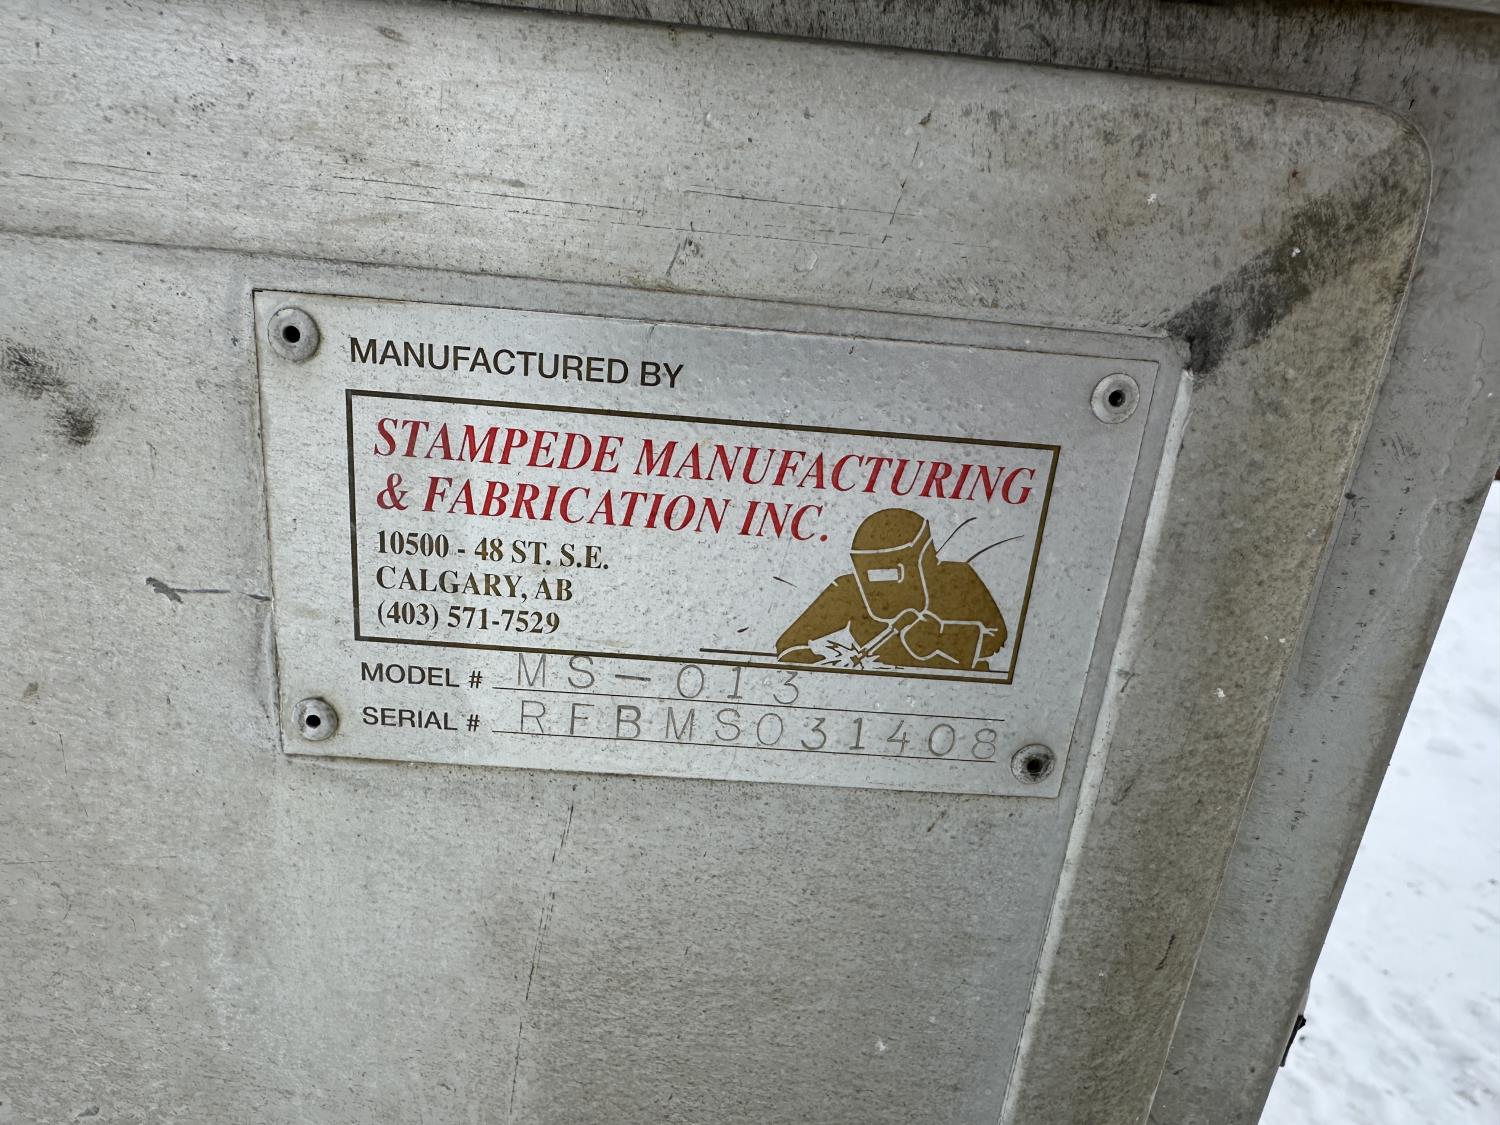 MANUFACTURED BY
STAMPEDE MANUFACTURING
& FABRICATION INC.
10500 - 48 ST. S.E.
CALGARY, AB
(403) 571-7529
MODEL # MS-013
SERIAL # RFBMS031408